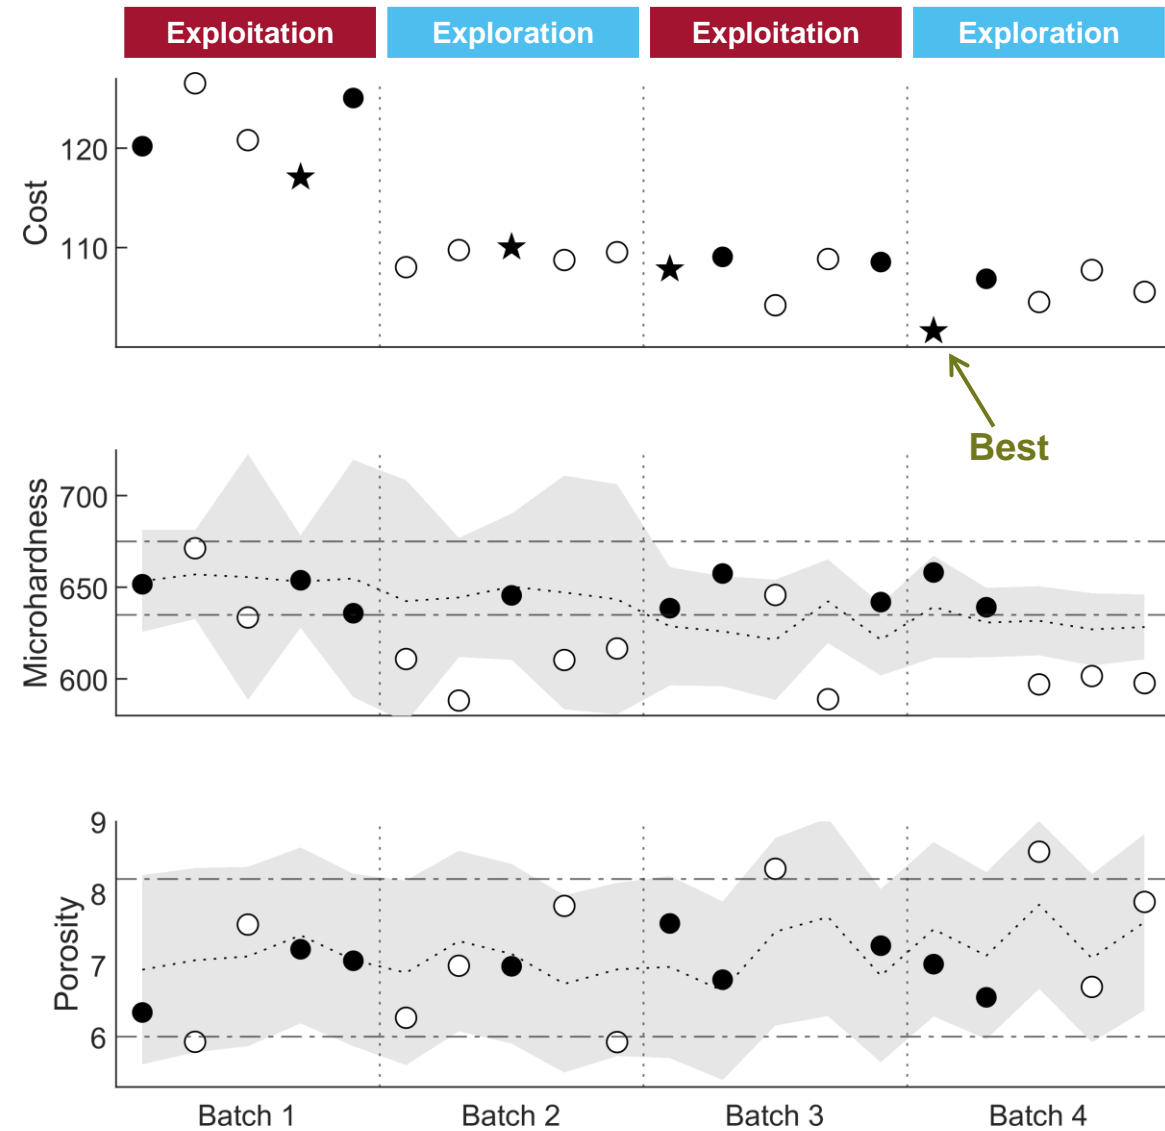 Exploitation Exploration Exploitation Exploration
120
110
Cost
Best
700
650
600
Microhardness
9
8
7
6
Porosity
Batch 1 Batch 2 Batch 3 Batch 4